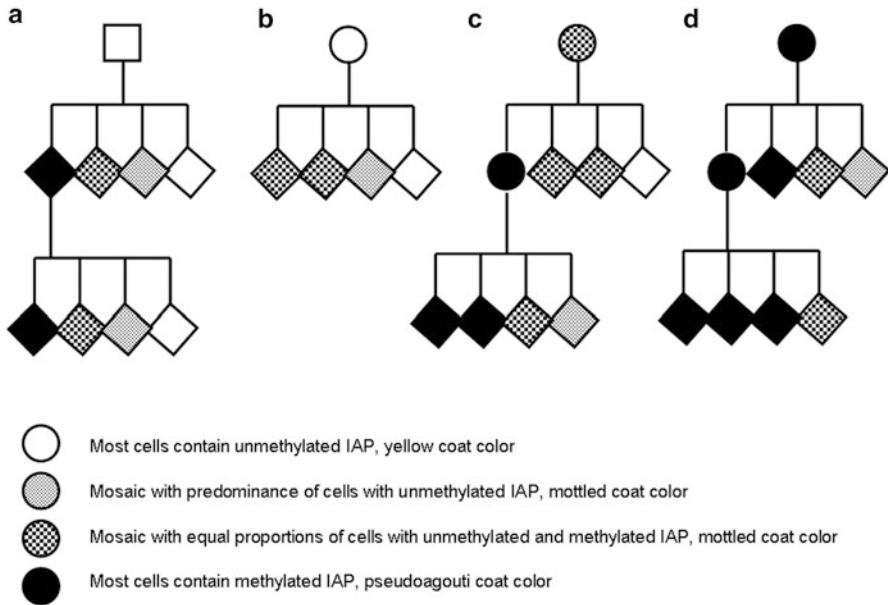 a
b
c
d
Most cells contain unmethylated IAP, yellow coat color
Mosaic with predominance of cells with unmethylated IAP, mottled coat color
Mosaic with equal proportions of cells with unmethylated and methylated IAP, mottled coat color
Most cells contain methylated IAP, pseudoagouti coat color